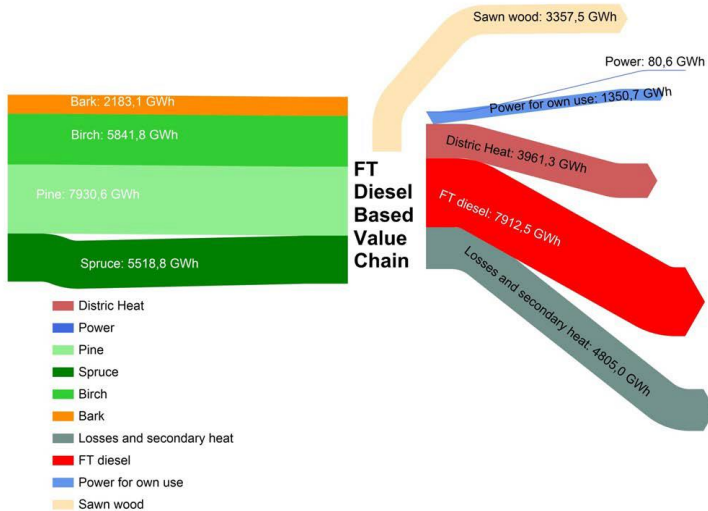 Sawn wood: 3357,5 GWh
Power: 80,6 GWh
Power for own use: 1350,7 GWh
Bark: 2183,1 GWh
Birch: 5841,8 GWh
Distric Heat: 3961,3 GWh
FT
Diesel
Based
Value
Chain
Pine: 7930,6 GWh
FT diesel: 7912,5 GWh
Spruce: 5518,8 GWh
Losses and secondary heat: 4805,0 GWh
Distric Heat
Power
Pine
Spruce
Birch
Bark
Losses and secondary heat
FT diesel
Power for own use
Sawn wood